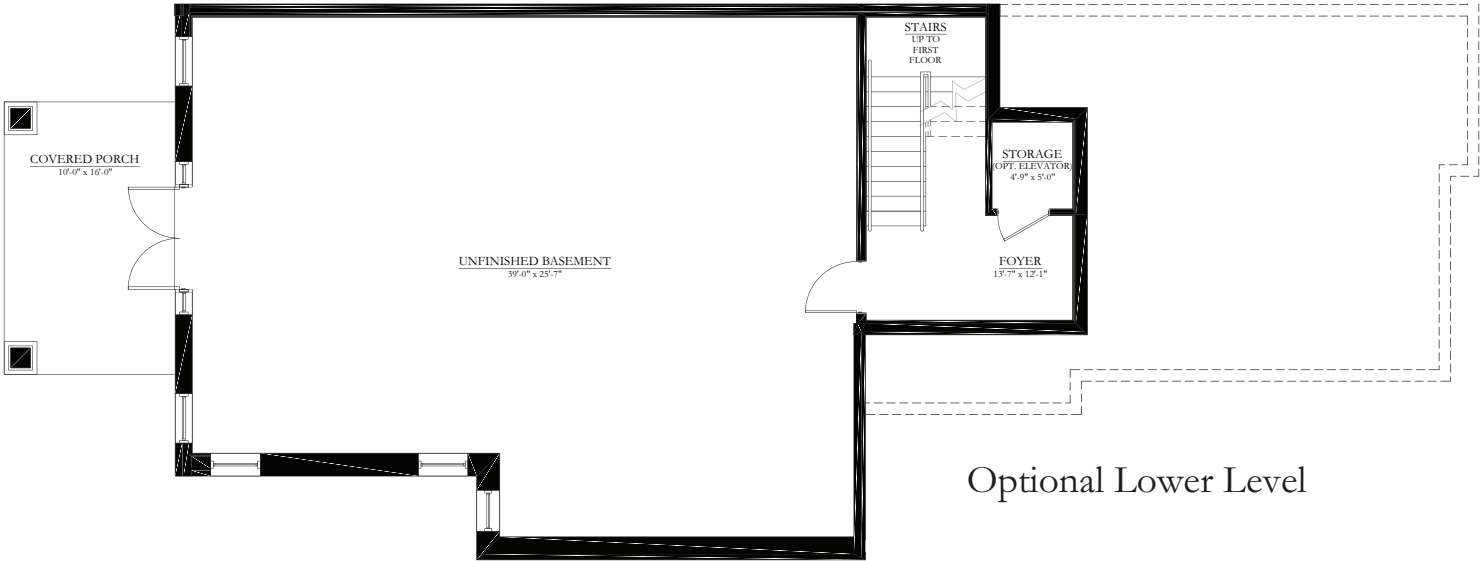 STAIRS
UP TO
FIRST
FLOOR
COVERED PORCH
10'-0" x 16'-0"
STORAGE
(OPT. ELEVATOR)
4'-9" x 5'-0"
UNFINISHED BASEMENT
39'-0" x 25'-7"
FOYER
13'-7" x 12'-1"
Optional Lower Level